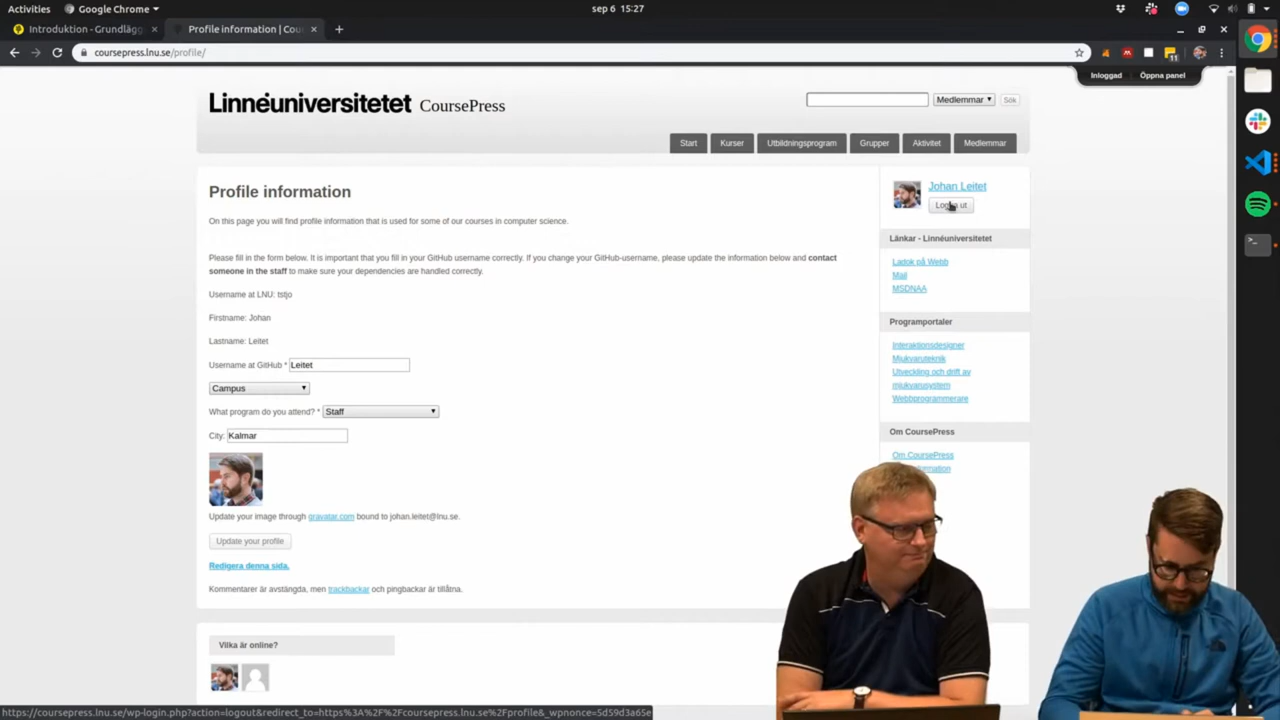 Activities
Google Chrome
sep 6 15:27
Introduktion - Grundlägg
Profile information | Cou
coursepress.lnu.se/profile/
11
Inloggad
Öppna panel
Linnéuniversitetet CoursePress
Medlemmar
Sök
Start
Kurser
Utbildningsprogram
Grupper
Aktivitet
Medlemmar
Profile information
On this page you will find profile information that is used for some of our courses in computer science.
Please fill in the form below. It is important that you fill in your GitHub username correctly. If you change your GitHub-username, please update the information below and contact
someone in the staff to make sure your dependencies are handled correctly.
Username at LNU: tstjo
Firstname: Johan
Lastname: Leitet
Username at GitHub * Leitet
Campus
What program do you attend? * Staff
City: Kalmar
Update your image through gravatar.com bound to johan.leitet@lnu.se.
Update your profile
Redigera denna sida.
Kommentarer är avstängda, men trackbackar och pingbackar är tillåtna.
Vilka är online?
Johan Leitet
Logga ut
Länkar - Linnéuniversitetet
Ladok på Webb
Mail
MSDNAA
Programportaler
Interaktionsdesigner
Mjukvaruteknik
Utveckling och drift av
mjukvarusystem
Webbprogrammerare
Om CoursePress
Om CoursePress
https://coursepress.lnu.se/wp-login.php?action=logout&redirect_to=https%3A%2F%2Fcoursepress.lnu.se%2Fprofile&_wpnonce=5d59d3a65e